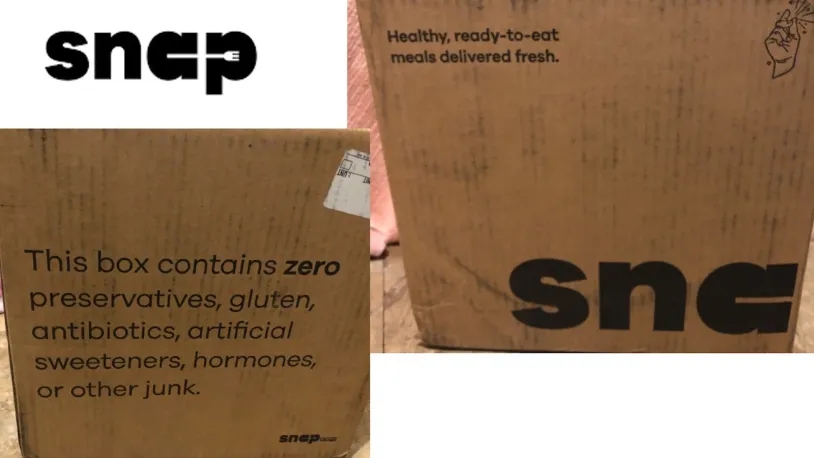 snap
Healthy, ready-to-eat
meals delivered fresh.
sna
This box contains zero
preservatives, gluten,
antibiotics, artificial
sweeteners, hormones,
or other junk.
snap